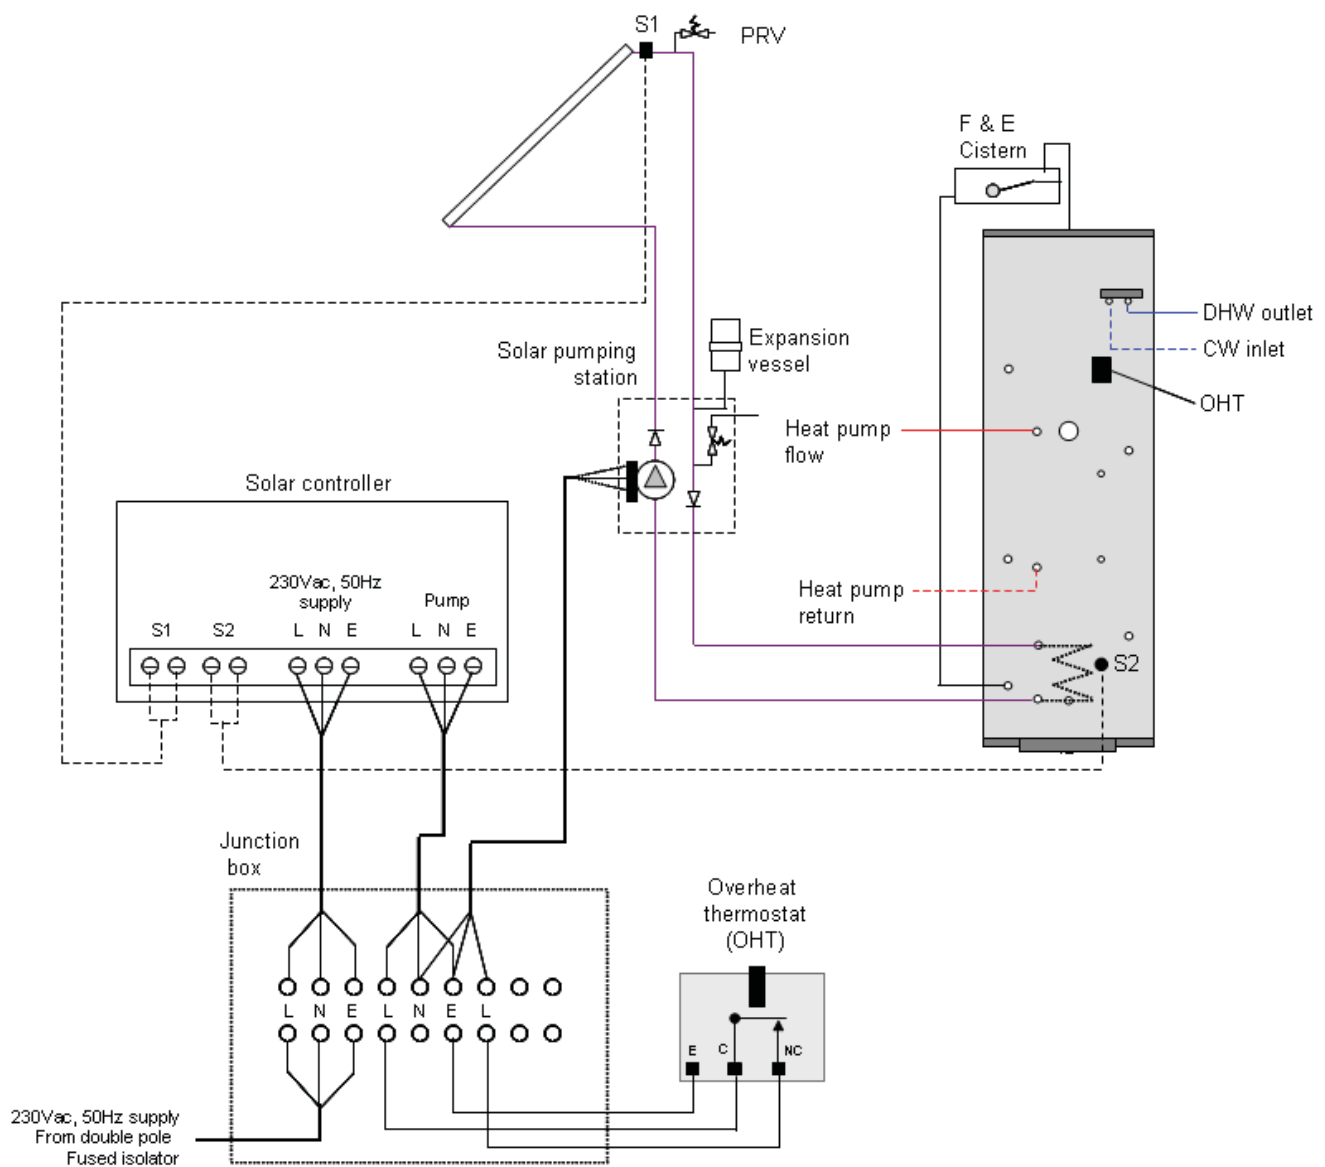 S1
PRV
F & E
Cistern
DHW outlet
CW inlet
OHT
Expansion
vessel
Solar pumping
station
Heat pump
flow
Solar controller
230Vac, 50Hz
supply
Pump
S1 S2 L N E L N E
Heat pump
return
S2
Junction
box
Overheat
thermostat
(OHT)
L N E L N E L
E C NC
230Vac, 50Hz supply
From double pole
Fused isolator